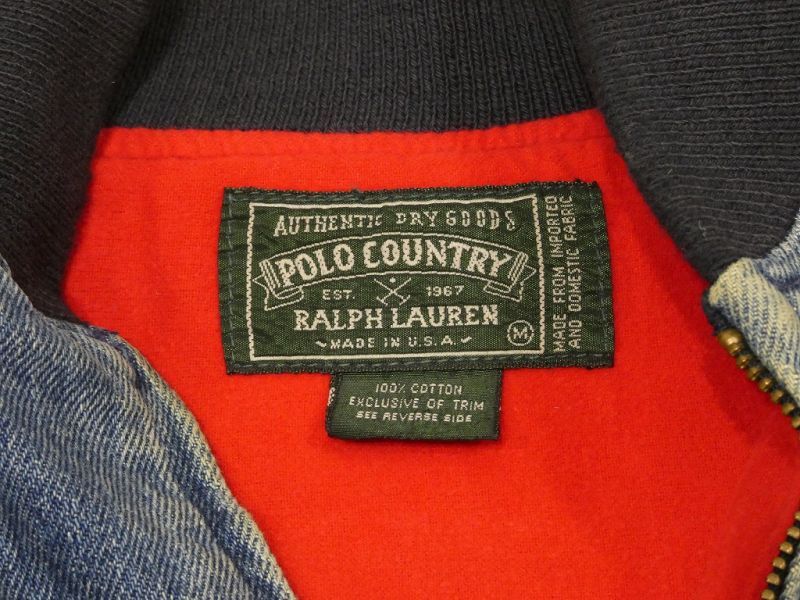 AUTHENTIC DRY GOODS
POLO COUNTRY
EST. 1967
RALPH LAUREN
MADE IN U.S.A.
M
MADE FROM IMPORTED
AND DOMESTIC FABRIC
100% COTTON
EXCLUSIVE OF TRIM
SEE REVERSE SIDE